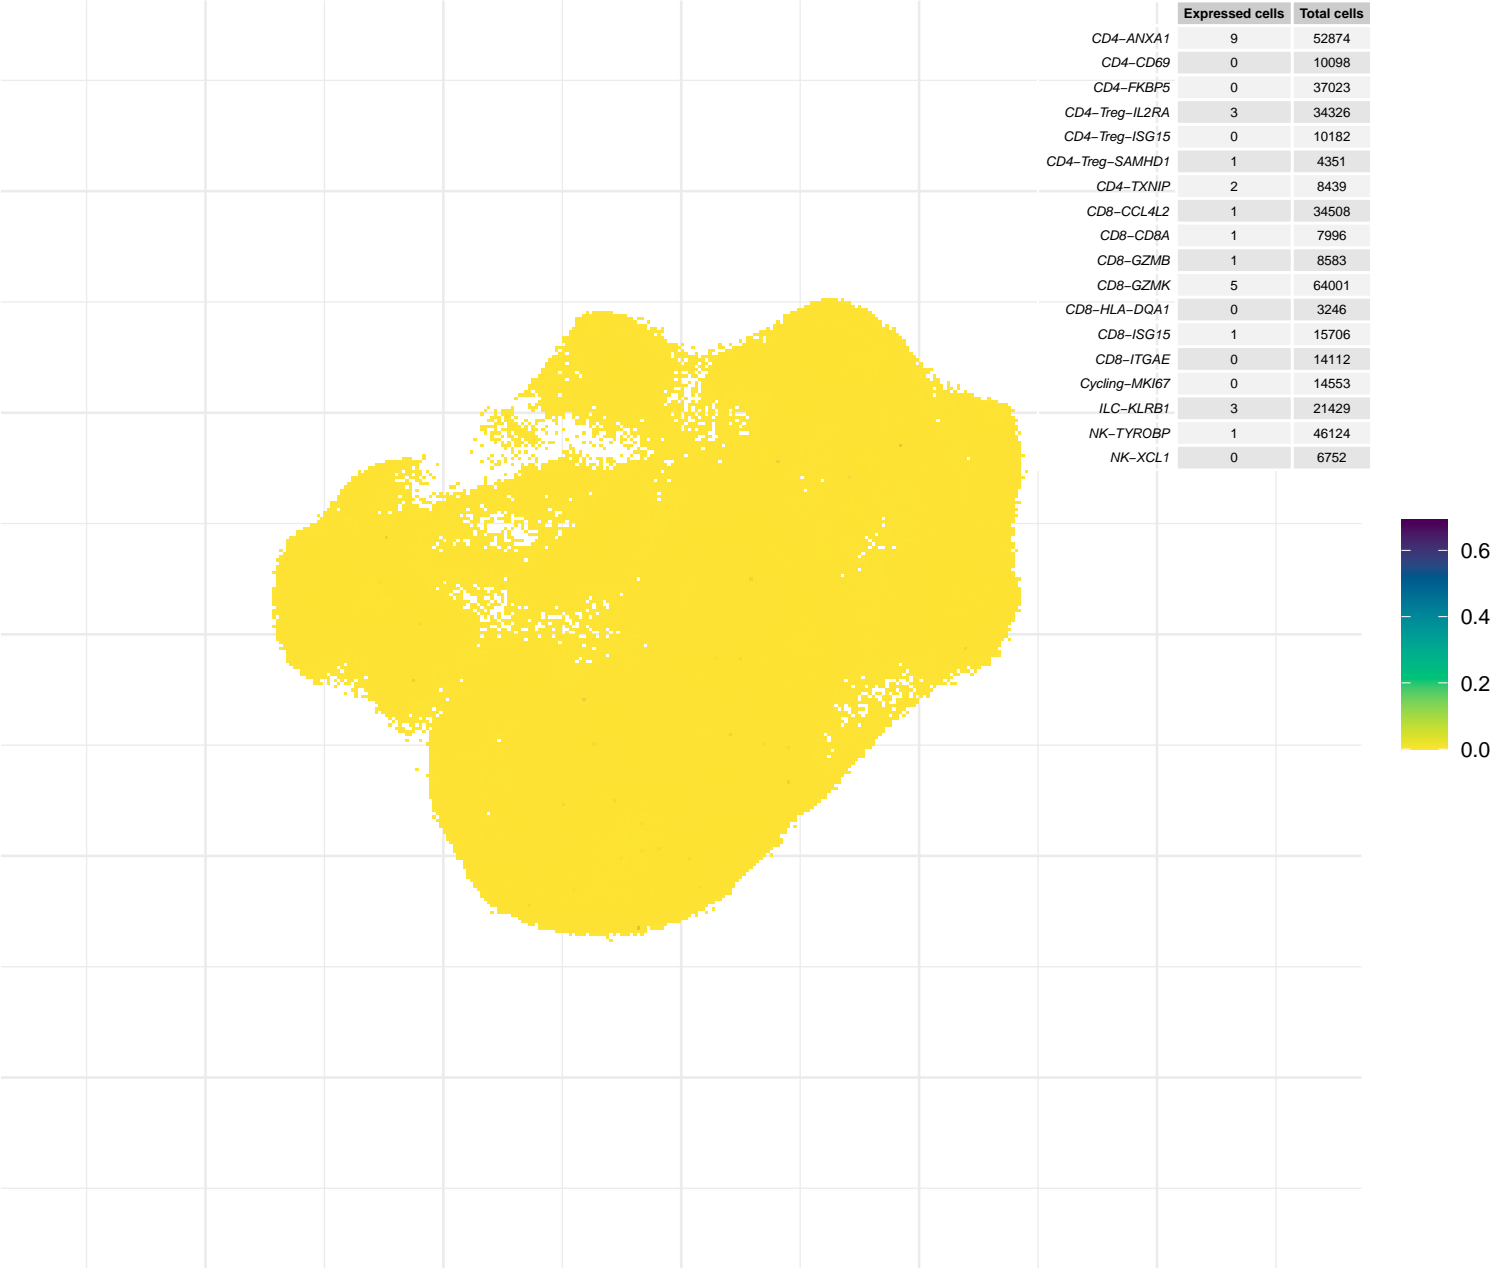 Expressed cells Total cells
CD4−ANXA1 9 52874
CD4−CD69 0 10098
CD4−FKBP5 0 37023
CD4−Treg−IL2RA 3 34326
CD4−Treg−ISG15 0 10182
CD4−Treg−SAMHD1 1 4351
CD4−TXNIP 2 8439
CD8−CCL4L2 1 34508
CD8−CD8A 1 7996
CD8−GZMB 1 8583
CD8−GZMK 5 64001
CD8−HLA−DQA1 0 3246
CD8−ISG15 1 15706
CD8−ITGAE 0 14112
Cycling−MKI67 0 14553
ILC−KLRB1 3 21429
NK−TYROBP 1 46124
NK−XCL1 0 6752
0.6
0.4
0.2
0.0